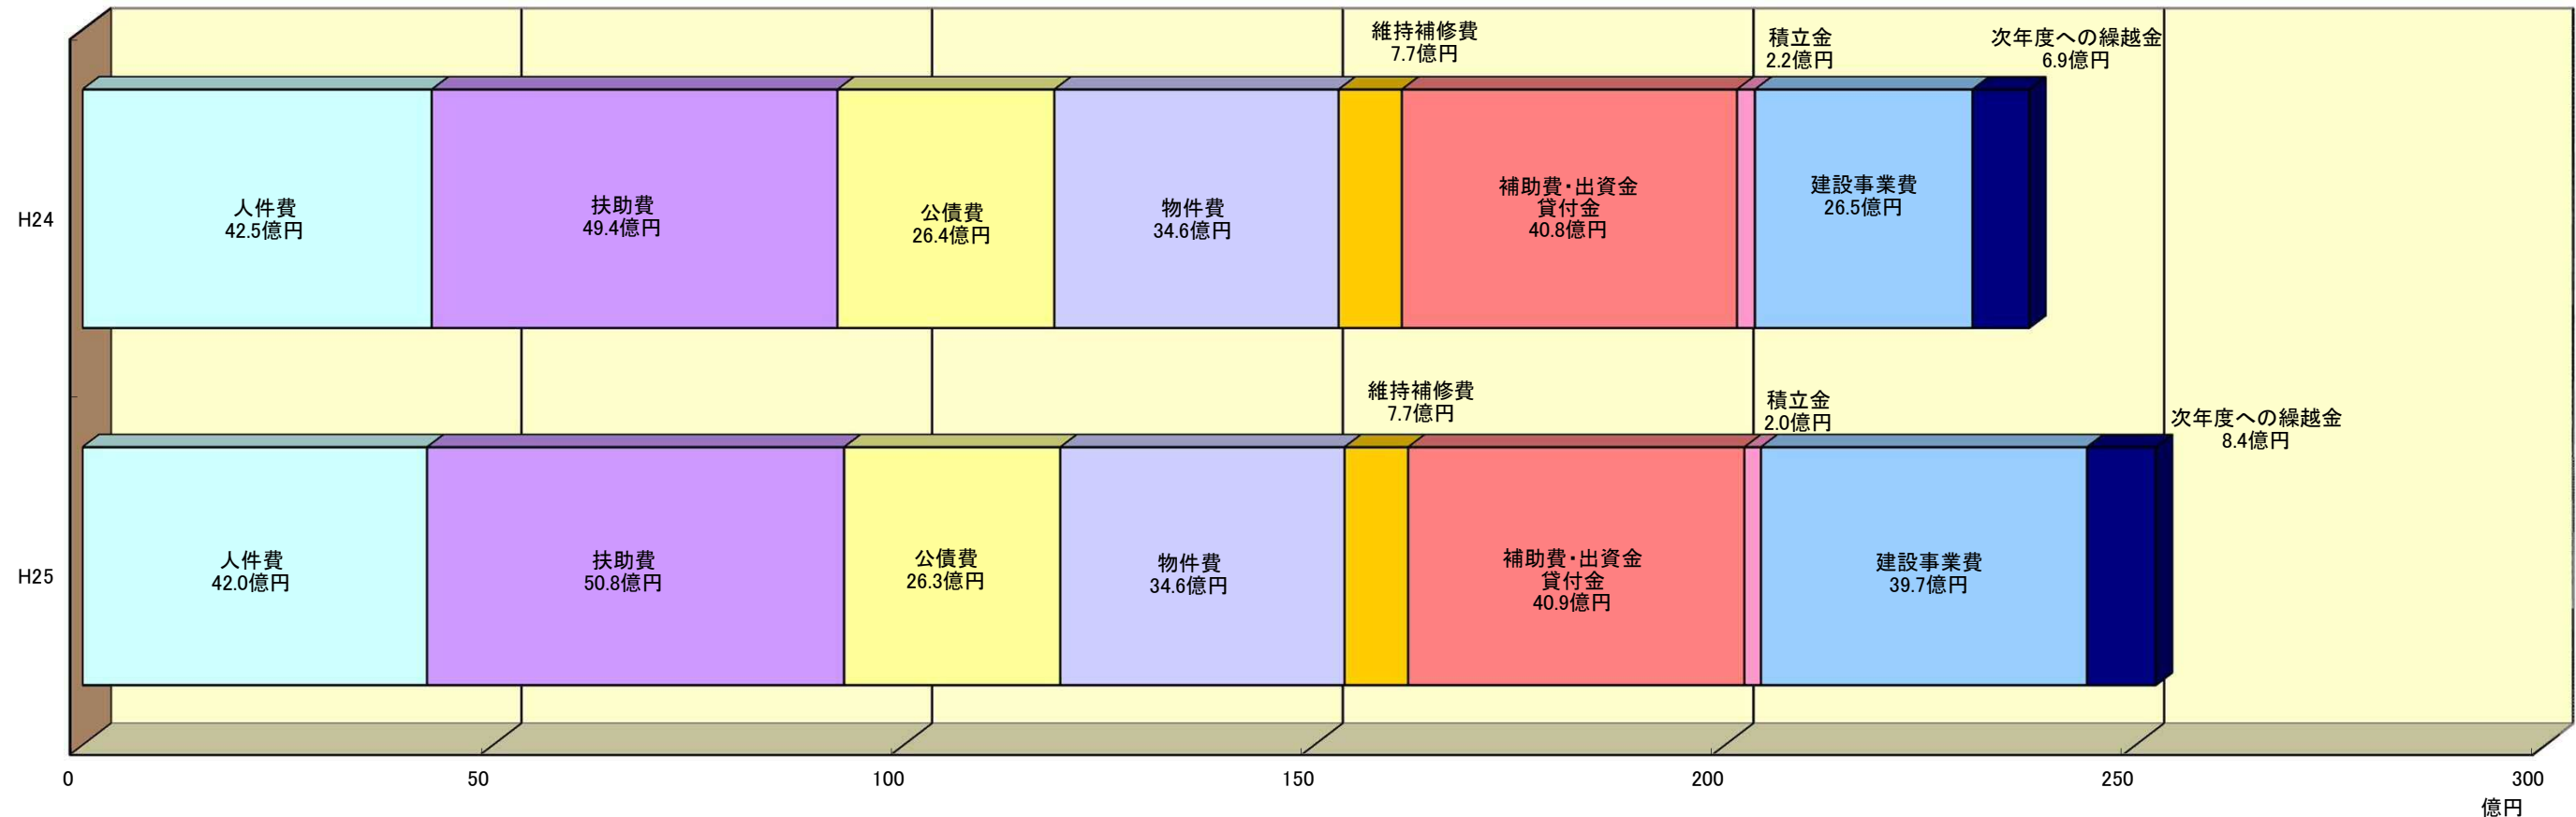 維持補修費
7.7億円
積立金
2.2億円
次年度への繰越金
6.9億円
H24
人件費
42.5億円
扶助費
49.4億円
公債費
26.4億円
物件費
34.6億円
補助費・出資金
貸付金
40.8億円
建設事業費
26.5億円
維持補修費
7.7億円
積立金
2.0億円
次年度への繰越金
8.4億円
H25
人件費
42.0億円
扶助費
50.8億円
公債費
26.3億円
物件費
34.6億円
補助費・出資金
貸付金
40.9億円
建設事業費
39.7億円
0 50 100 150 200 250 300
億円